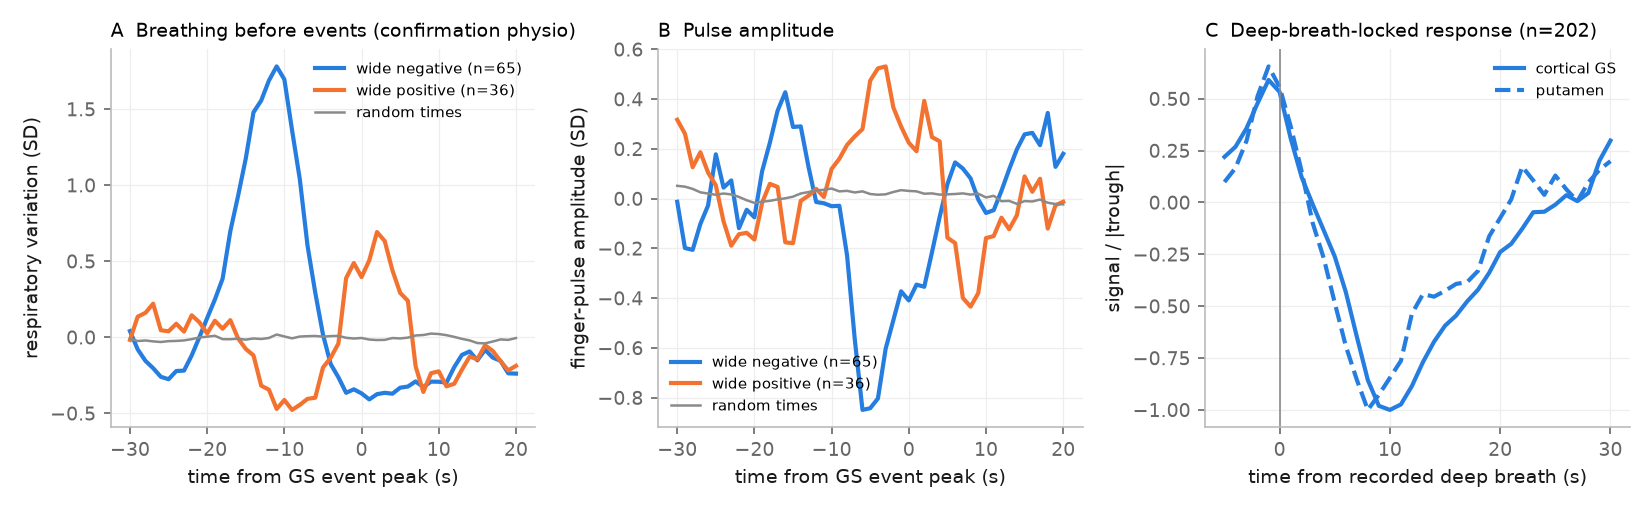 A  Breathing before events (confirmation physio)
respiratory variation (SD)
1.5
1.0
0.5
0.0
−0.5
wide negative (n=65)
wide positive (n=36)
random times
−30
−20
−10
0
10
20
time from GS event peak (s)
B  Pulse amplitude
finger-pulse amplitude (SD)
0.6
0.4
0.2
0.0
−0.2
−0.4
−0.6
−0.8
wide negative (n=65)
wide positive (n=36)
random times
−30
−20
−10
0
10
20
time from GS event peak (s)
C  Deep-breath-locked response (n=202)
signal / |trough|
0.50
0.25
0.00
−0.25
−0.50
−0.75
−1.00
cortical GS
putamen
0
10
20
30
time from recorded deep breath (s)